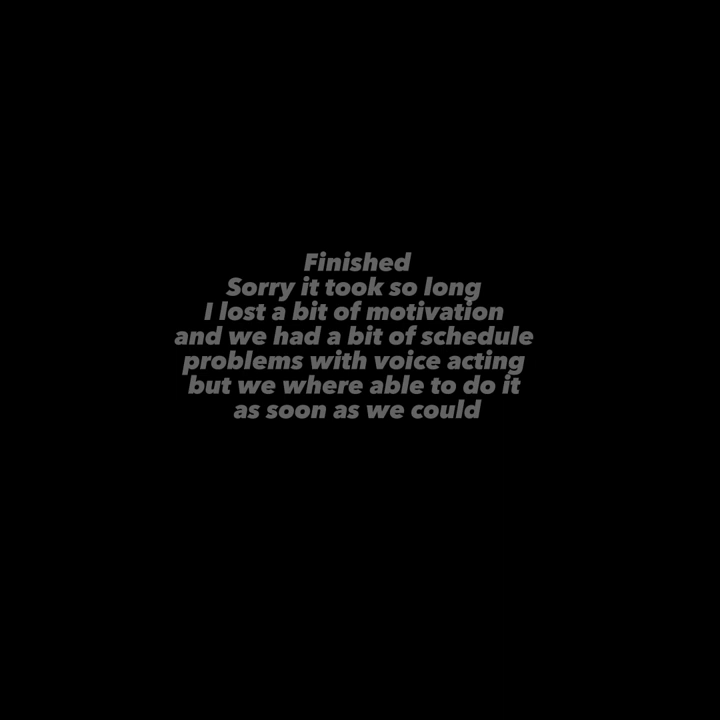 Finished
Sorry it took so long
I lost a bit of motivation
and we had a bit of schedule
problems with voice acting
but we where able to do it
as soon as we could